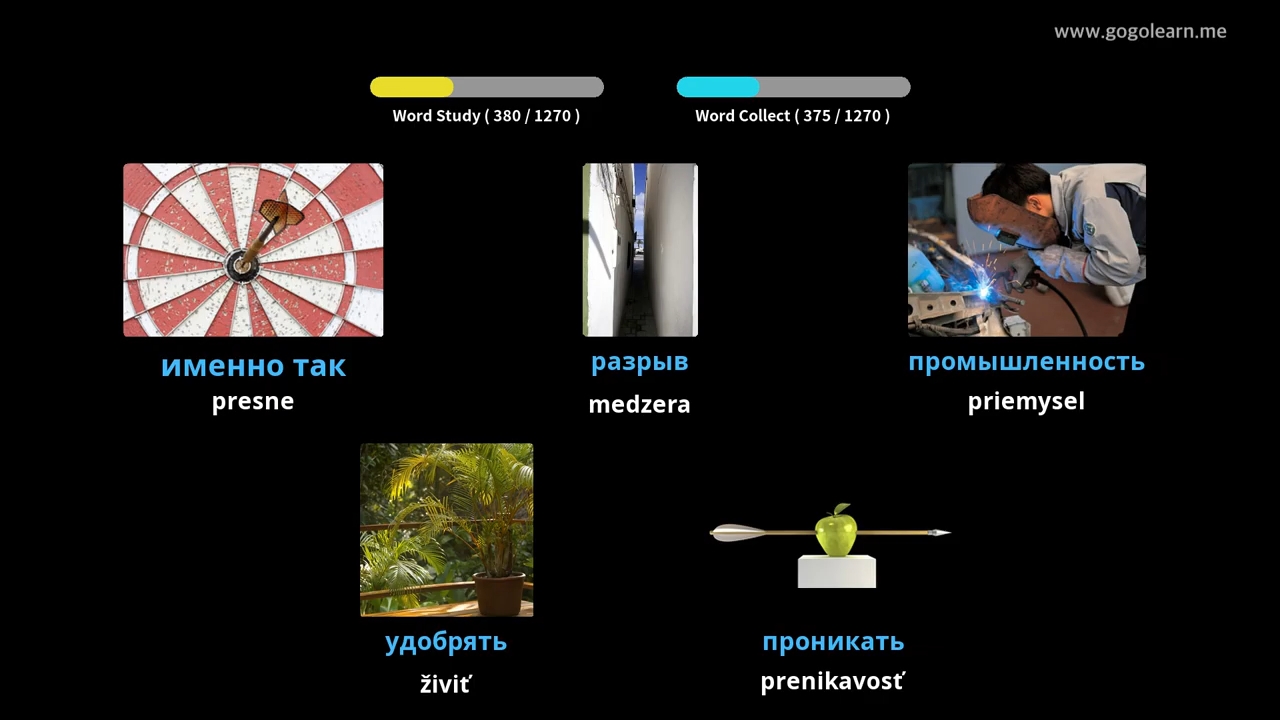 www.gogolearn.me
Word Study ( 380 / 1270 )
Word Collect ( 375 / 1270 )
именно так
presne
разрыв
medzera
промышленность
priemysel
удобрять
živiť
проникать
prenikavosť